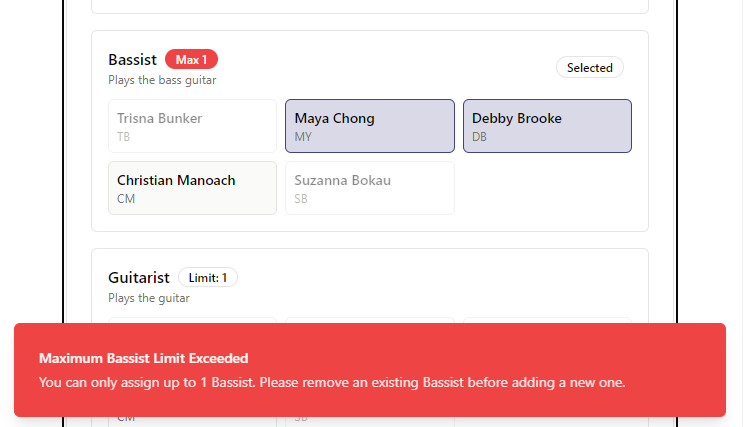 Bassist Max 1
Plays the bass guitar
Selected
Trisna Bunker
TB
Maya Chong
MY
Debby Brooke
DB
Christian Manoach
CM
Suzanna Bokau
SB
Guitarist Limit: 1
Plays the guitar
Maximum Bassist Limit Exceeded
You can only assign up to 1 Bassist. Please remove an existing Bassist before adding a new one.
CM
SB